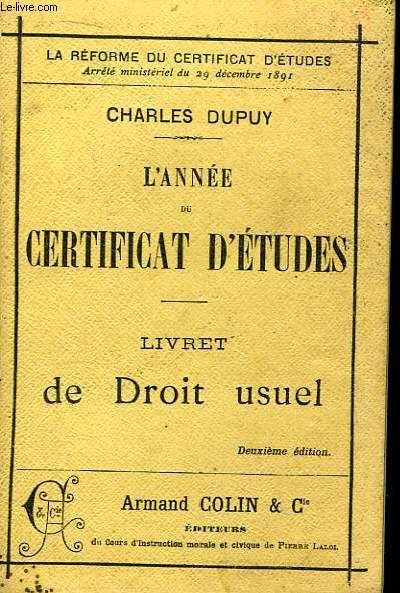 © Le-livre.com
LA RÉFORME DU CERTIFICAT D'ÉTUDES
Arrêté ministériel du 29 décembre 1891
CHARLES DUPUY
L'ANNÉE
DU
CERTIFICAT D'ÉTUDES
LIVRET
de Droit usuel
Deuxième édition.
A C & Cie
Armand COLIN & Cie
ÉDITEURS
du Cours d'Instruction morale et civique de PIERRE LALOI.